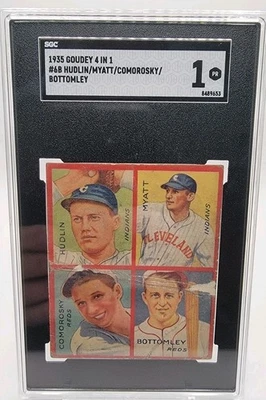 SGC
1935 GOUDEY 4 IN 1
#6B HUDLIN/MYATT/COMOROSKY/
BOTTOMLEY
1
PR
8489653
HUDLIN
INDIANS
MYATT
INDIANS
CLEVELAND
COMOROSKY
REDS
BOTTOMLEY
REDS